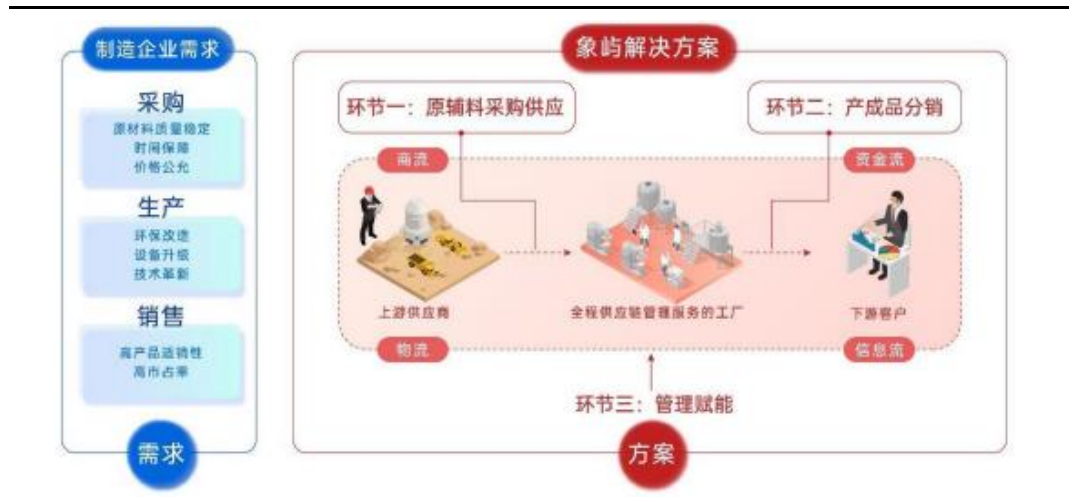 制造企业需求
采购
原材料质量稳定
时间保障
价格公允
生产
环保改造
设备升级
技术革新
销售
高产品适销性
高市占率
需求
象屿解决方案
环节一：原辅料采购供应
环节二：产成品分销
商流
资金流
上游供应商
全程供应链管理服务的工厂
下游客户
物流
信息流
环节三：管理赋能
方案